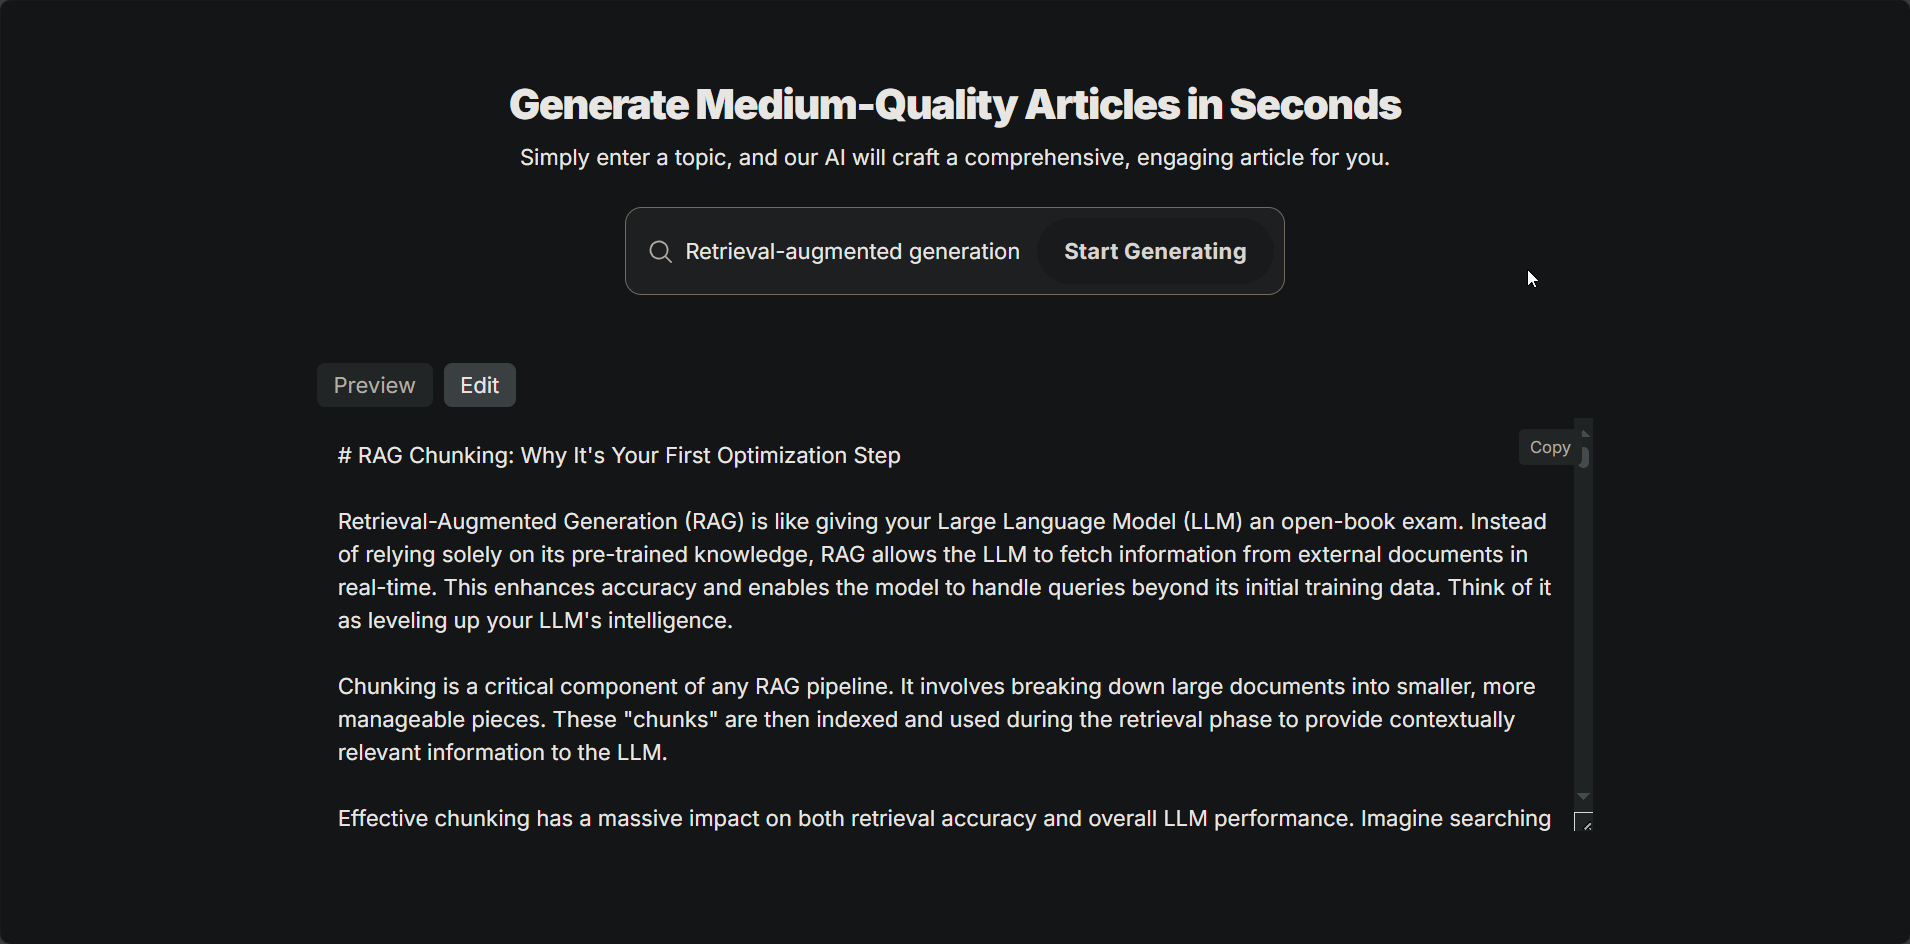 Generate Medium-Quality Articles in Seconds
Simply enter a topic, and our AI will craft a comprehensive, engaging article for you.
Retrieval-augmented generation
Start Generating
Preview
Edit
Copy
# RAG Chunking: Why It's Your First Optimization Step
Retrieval-Augmented Generation (RAG) is like giving your Large Language Model (LLM) an open-book exam. Instead
of relying solely on its pre-trained knowledge, RAG allows the LLM to fetch information from external documents in
real-time. This enhances accuracy and enables the model to handle queries beyond its initial training data. Think of it
as leveling up your LLM's intelligence.
Chunking is a critical component of any RAG pipeline. It involves breaking down large documents into smaller, more
manageable pieces. These "chunks" are then indexed and used during the retrieval phase to provide contextually
relevant information to the LLM.
Effective chunking has a massive impact on both retrieval accuracy and overall LLM performance. Imagine searching